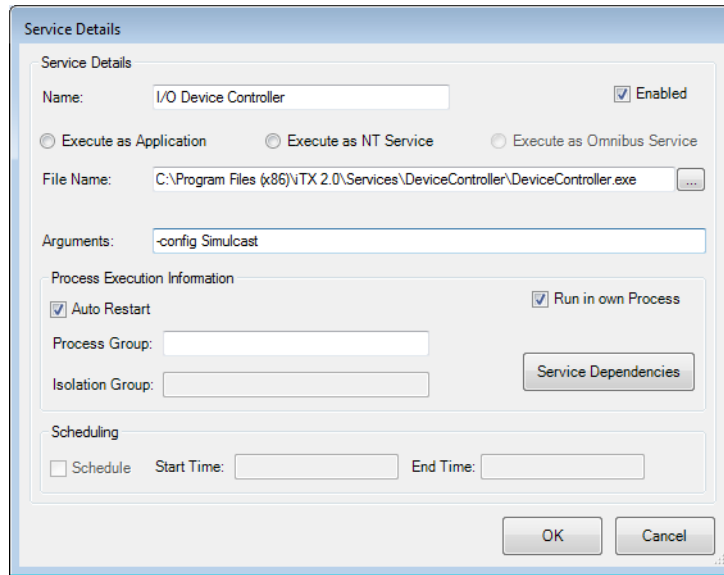 Service Details
Service Details
Name: I/O Device Controller Enabled
Execute as Application Execute as NT Service Execute as Omnibus Service
File Name: C:\Program Files (x86)\iTX 2.0\Services\DeviceController\DeviceController.exe ...
Arguments: -config Simulcast
Process Execution Information
Auto Restart Run in own Process
Process Group:
Service Dependencies
Isolation Group:
Scheduling
Schedule Start Time: End Time:
OK Cancel